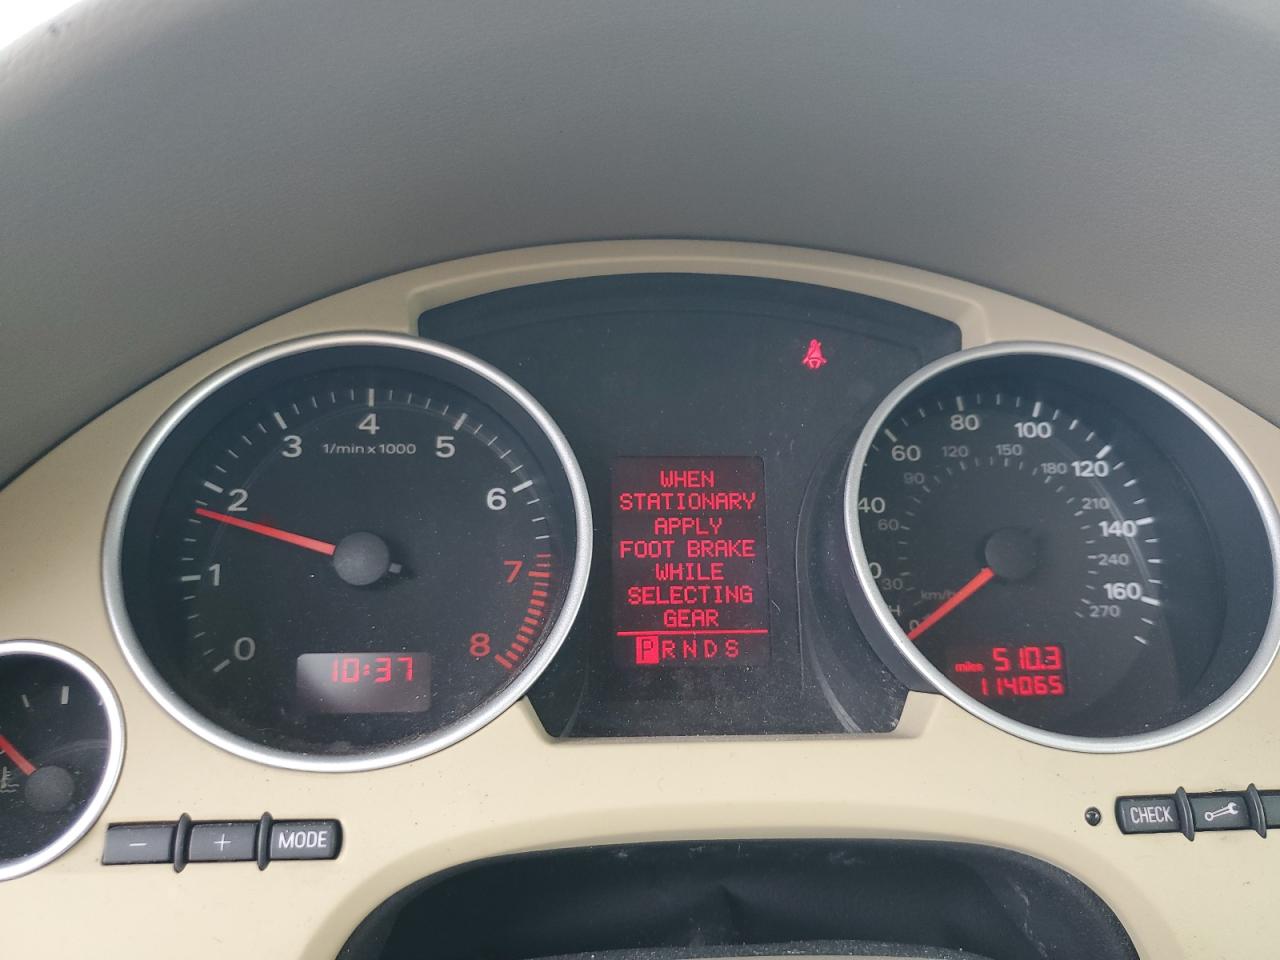 0
1
2
3
4
5
6
7
8
1/min x 1000
10:37
WHEN
STATIONARY
APPLY
FOOT BRAKE
WHILE
SELECTING
GEAR
P R N D S
40
60
80
100
120
140
160
0
30
60
90
120
150
180
210
240
270
km/h
miles 510.3
114065
- + MODE
CHECK